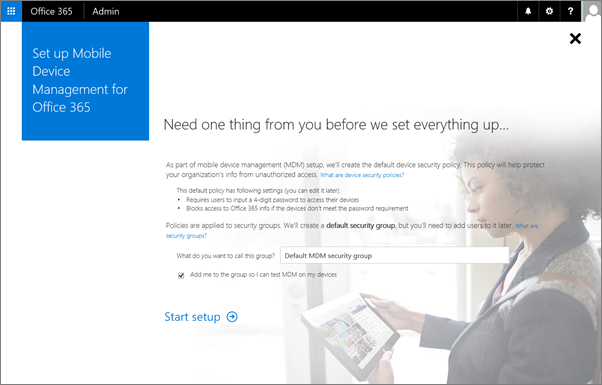 Office 365 Admin ?
Set up Mobile
Device
Management for
Office 365
Need one thing from you before we set everything up...
As part of mobile device management (MDM) setup, we'll create the default device security policy. This policy will help protect
your organization's info from unauthorized access. What are device security policies?
This default policy has following settings (you can edit it later):
• Requires users to input a 4-digit password to access their devices
• Blocks access to Office 365 info if the devices don't meet the password requirement
Policies are applied to security groups. We'll create a default security group, but you'll need to add users to it later. What are
security groups?
What do you want to call this group? Default MDM security group
Add me to the group so I can test MDM on my devices
Start setup